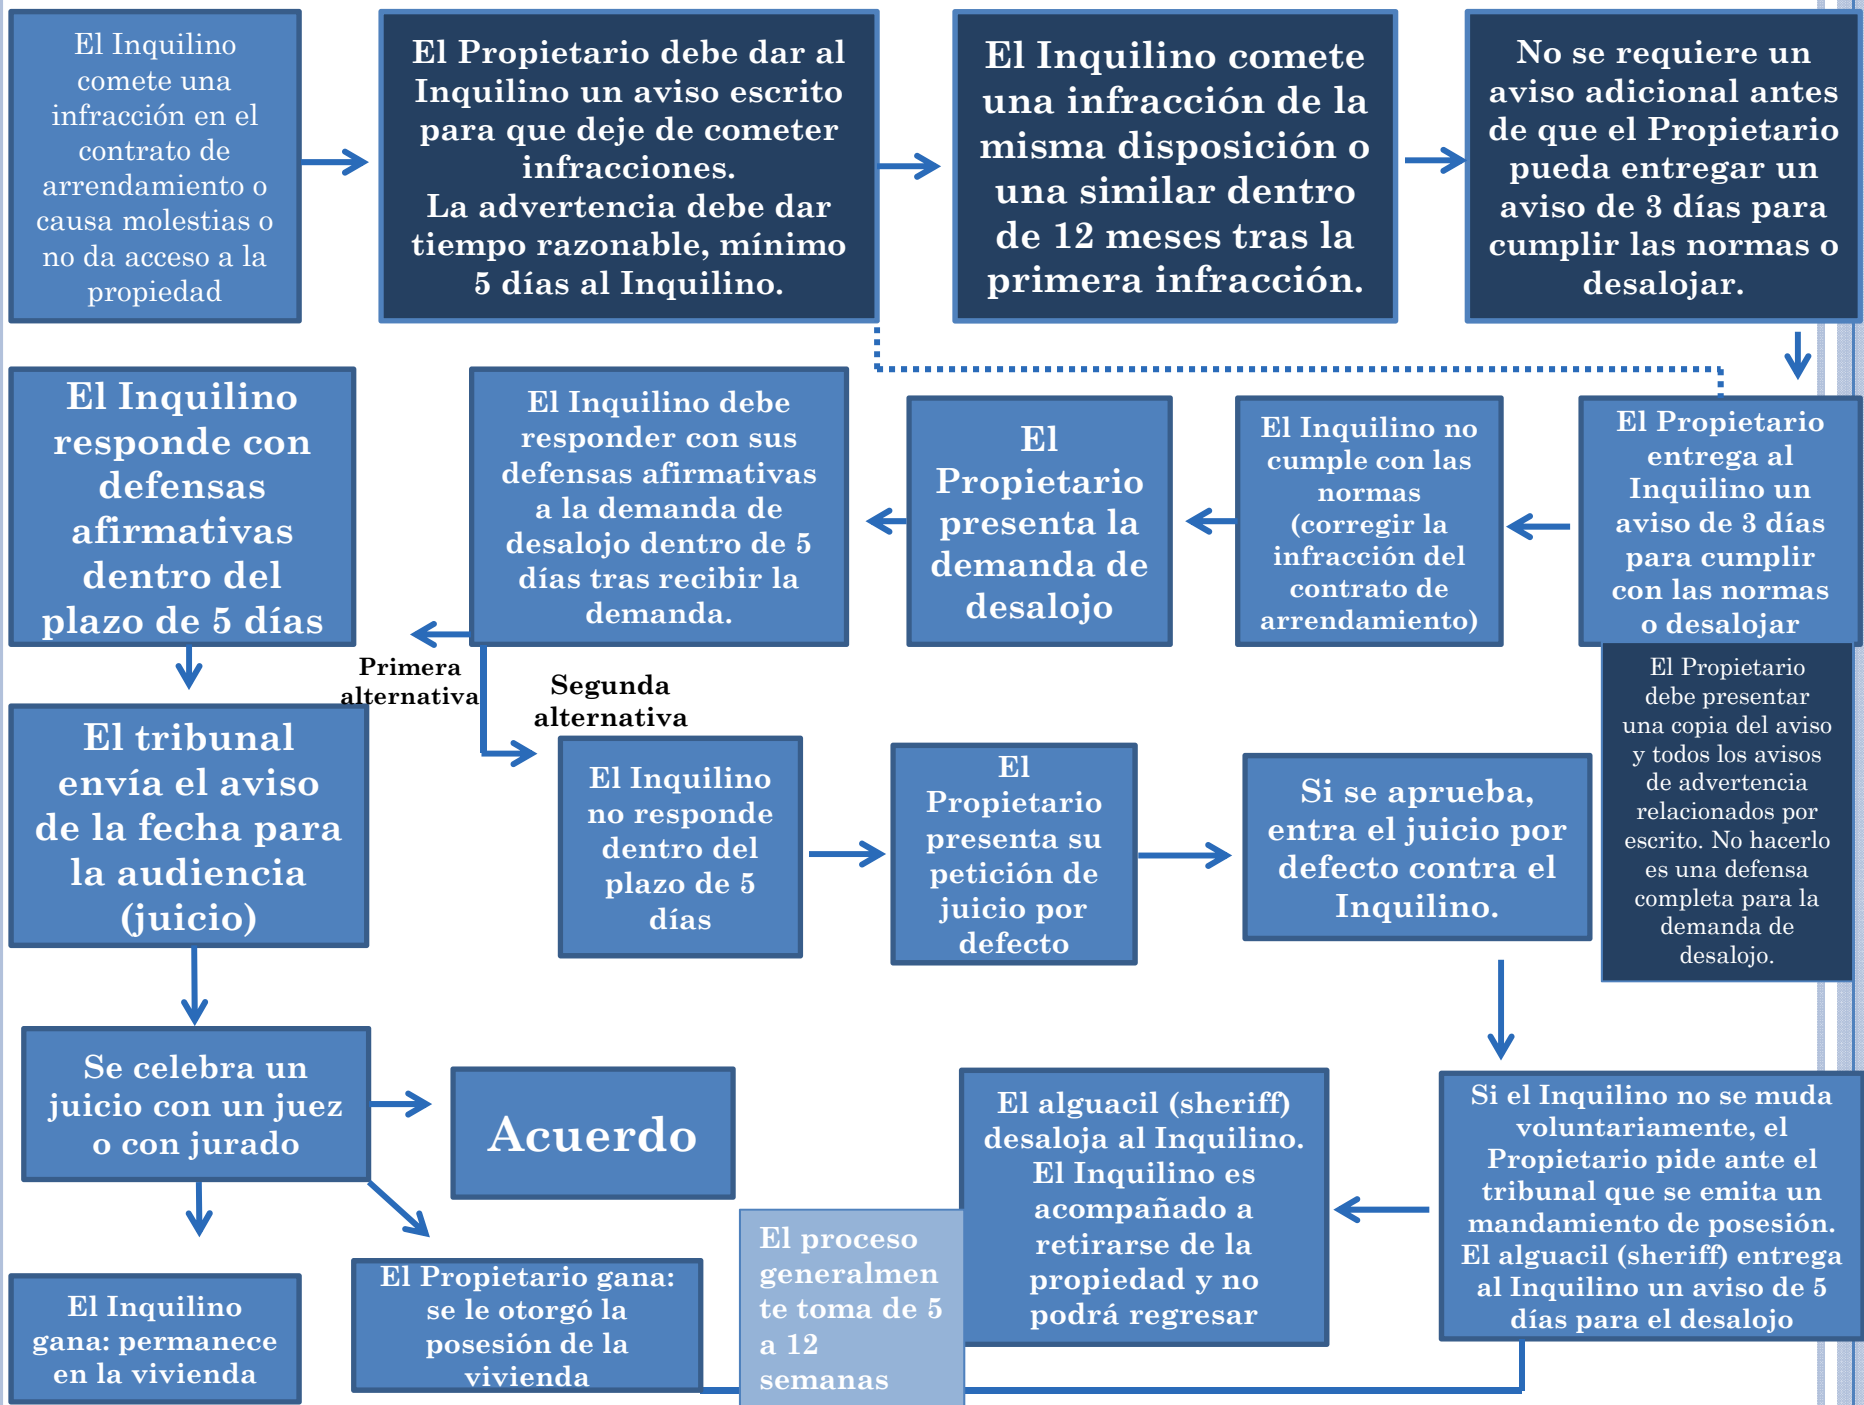 El Inquilino
comete una
infracción en el
contrato de
arrendamiento o
causa molestias o
no da acceso a la
propiedad
El Propietario debe dar al
Inquilino un aviso escrito
para que deje de cometer
infracciones.
La advertencia debe dar
tiempo razonable, mínimo
5 días al Inquilino.
El Inquilino comete
una infracción de la
misma disposición o
una similar dentro
de 12 meses tras la
primera infracción.
No se requiere un
aviso adicional antes
de que el Propietario
pueda entregar un
aviso de 3 días para
cumplir las normas o
desalojar.
El Propietario
entrega al
Inquilino un
aviso de 3 días
para cumplir
con las normas
o desalojar
El Propietario
debe presentar
una copia del aviso
y todos los avisos
de advertencia
relacionados por
escrito. No hacerlo
es una defensa
completa para la
demanda de
desalojo.
El Inquilino no
cumple con las
normas
(corregir la
infracción del
contrato de
arrendamiento)
El
Propietario
presenta la
demanda de
desalojo
El Inquilino debe
responder con sus
defensas afirmativas
a la demanda de
desalojo dentro de 5
días tras recibir la
demanda.
Primera
alternativa
El Inquilino
responde con
defensas
afirmativas
dentro del
plazo de 5 días
El tribunal
envía el aviso
de la fecha para
la audiencia
(juicio)
Se celebra un
juicio con un juez
o con jurado
Acuerdo
El Inquilino
gana: permanece
en la vivienda
El Propietario gana:
se le otorgó la
posesión de la
vivienda
Segunda
alternativa
El Inquilino
no responde
dentro del
plazo de 5
días
El
Propietario
presenta su
petición de
juicio por
defecto
Si se aprueba,
entra el juicio por
defecto contra el
Inquilino.
Si el Inquilino no se muda
voluntariamente, el
Propietario pide ante el
tribunal que se emita un
mandamiento de posesión.
El alguacil (sheriff) entrega
al Inquilino un aviso de 5
días para el desalojo
El alguacil (sheriff)
desaloja al Inquilino.
El Inquilino es
acompañado a
retirarse de la
propiedad y no
podrá regresar
El proceso
generalmen
te toma de 5
a 12
semanas